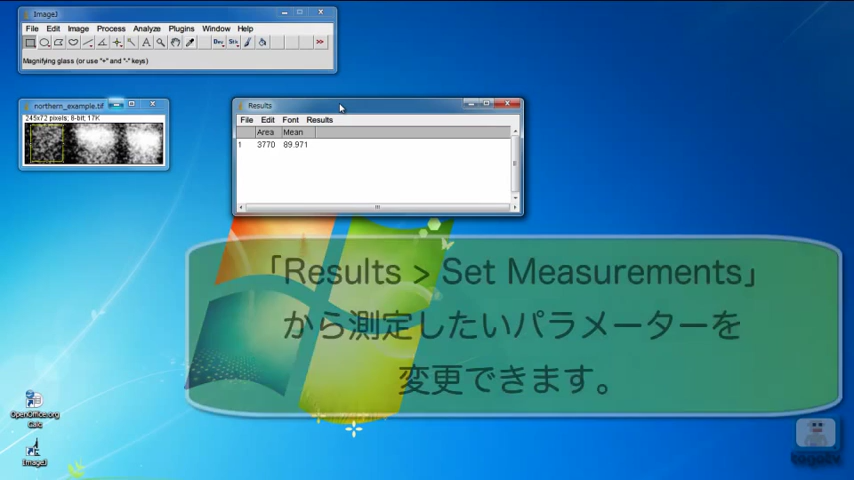 ImageJ
File Edit Image Process Analyze Plugins Window Help
Dev Stk >>
Magnifying glass (or use "+" and "-" keys)
northern_example.tif
245x72 pixels; 8-bit; 17K
Results
File Edit Font Results
Area Mean
1 3770 89.971
「Results > Set Measurements」
から測定したいパラメーターを
変更できます。
OpenOffice.org
Calc
ImageJ
togotv